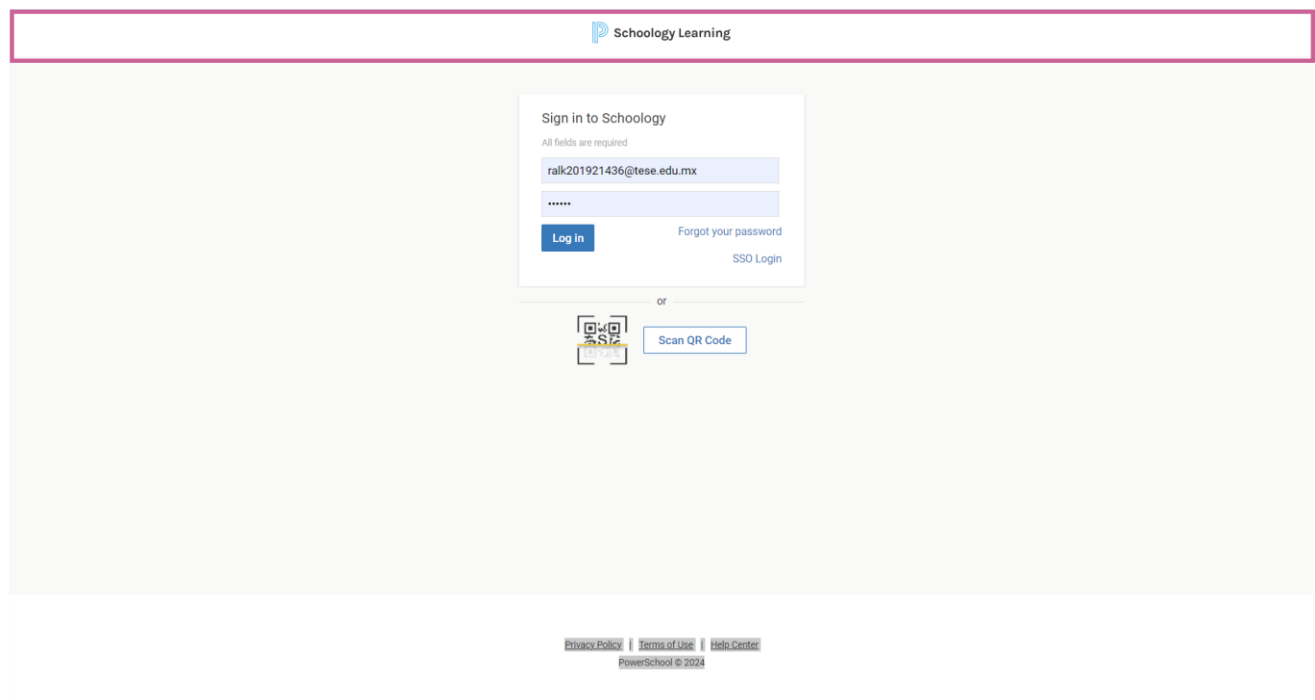 Schoology Learning
Sign in to Schoology
All fields are required
ralk201921436@tese.edu.mx
••••••
Log in
Forgot your password
SSO Login
or
Scan QR Code
Privacy Policy | Terms of Use | Help Center
PowerSchool © 2024